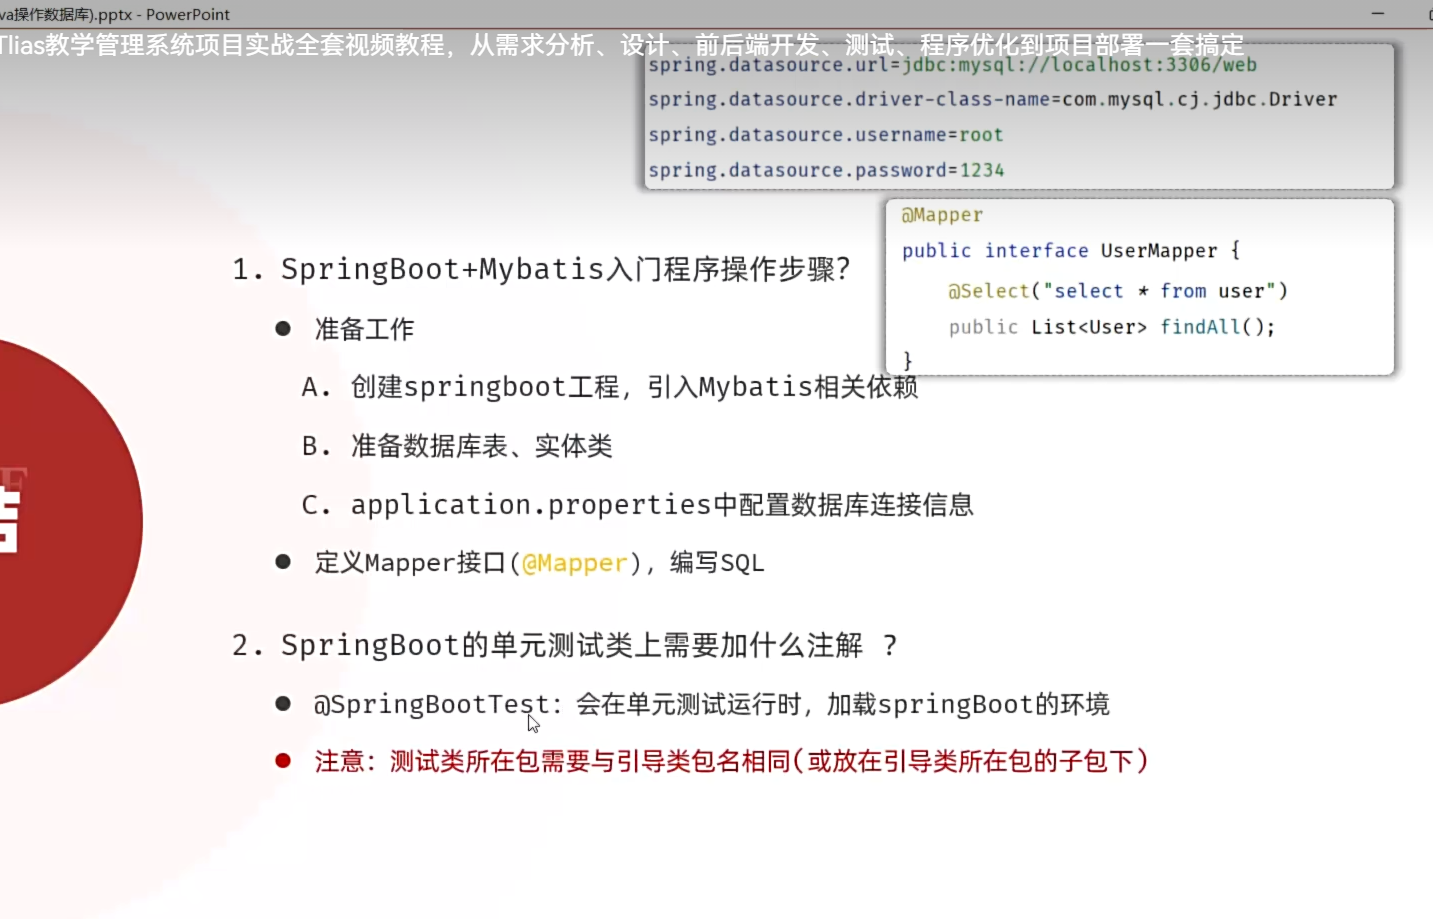 va操作数据库).pptx - PowerPoint
Tlias教学管理系统项目实战全套视频教程，从需求分析、设计、前后端开发、测试、程序优化到项目部署一套搞定
spring.datasource.url=jdbc:mysql://localhost:3306/web
spring.datasource.driver-class-name=com.mysql.cj.jdbc.Driver
spring.datasource.username=root
spring.datasource.password=1234
@Mapper
public interface UserMapper {
@Select("select * from user")
public List<User> findAll();
}
1. SpringBoot+Mybatis入门程序操作步骤?
● 准备工作
A. 创建springboot工程，引入Mybatis相关依赖
B. 准备数据库表、实体类
C. application.properties中配置数据库连接信息
● 定义Mapper接口(@Mapper)，编写SQL
2. SpringBoot的单元测试类上需要加什么注解 ?
● @SpringBootTest：会在单元测试运行时，加载springBoot的环境
● 注意：测试类所在包需要与引导类包名相同(或放在引导类所在包的子包下)